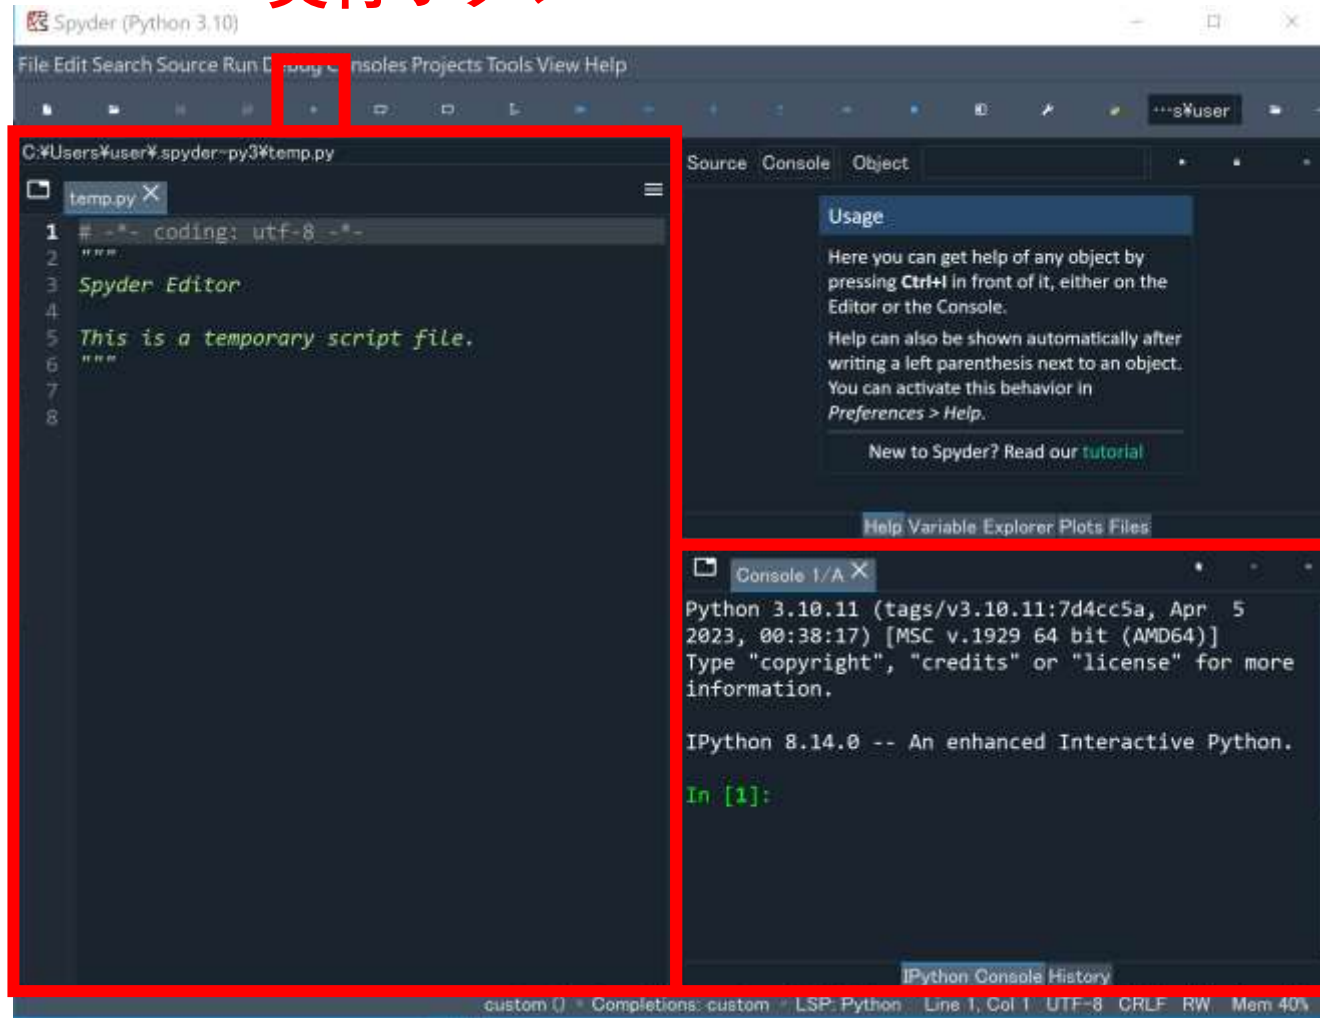 実行ボタン
Spyder (Python 3.10)
File Edit Search Source Run Debug Consoles Projects Tools View Help
···s¥user
C:¥Users¥user¥.spyder-py3¥temp.py
temp.py
1 # -*- coding: utf-8 -*-
2 """
3 Spyder Editor
4
5 This is a temporary script file.
6 """
7
8
Source Console Object
Usage
Here you can get help of any object by
pressing Ctrl+I in front of it, either on the
Editor or the Console.
Help can also be shown automatically after
writing a left parenthesis next to an object.
You can activate this behavior in
Preferences > Help.
New to Spyder? Read our tutorial
Help Variable Explorer Plots Files
Console 1/A
Python 3.10.11 (tags/v3.10.11:7d4cc5a, Apr 5
2023, 00:38:17) [MSC v.1929 64 bit (AMD64)]
Type "copyright", "credits" or "license" for more
information.
IPython 8.14.0 -- An enhanced Interactive Python.
In [1]:
IPython Console History
custom () Completions: custom LSP: Python Line 1, Col 1 UTF-8 CRLF RW Mem 40%